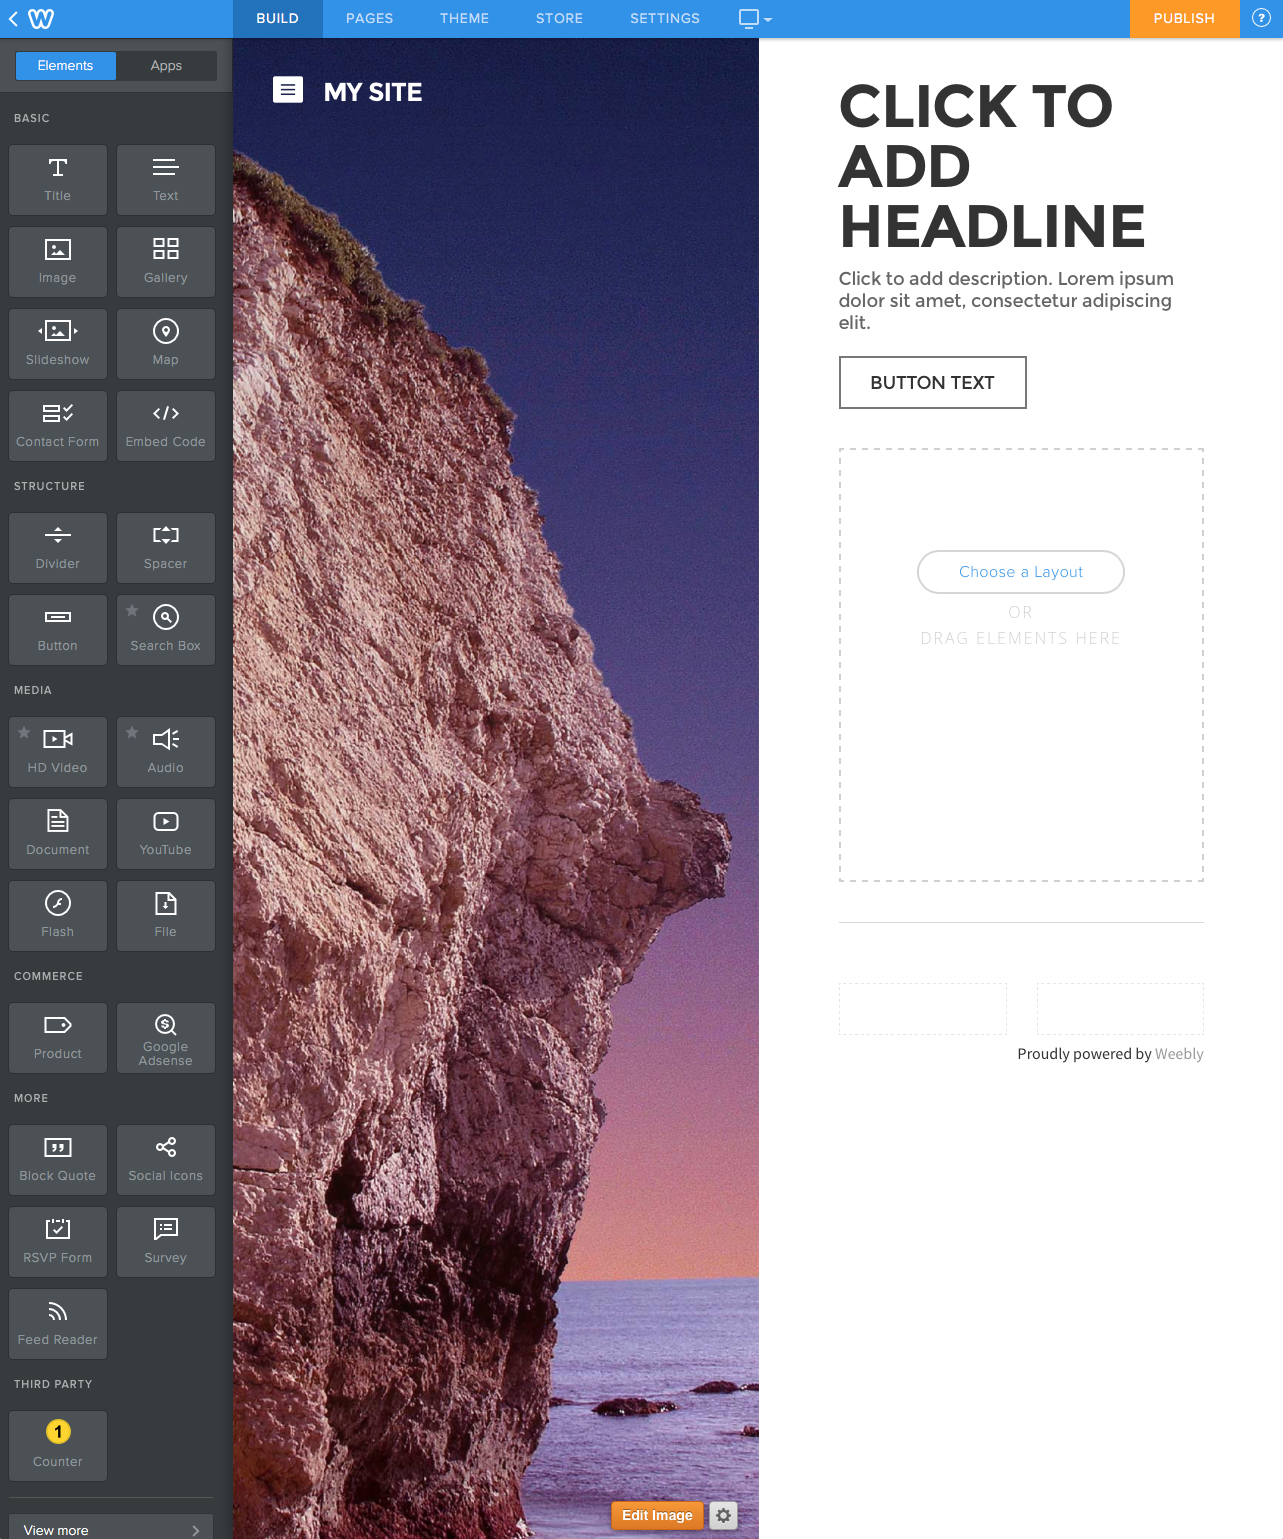 BUILD
PAGES
THEME
STORE
SETTINGS
PUBLISH
?
Elements
Apps
BASIC
Title
Text
Image
Gallery
Slideshow
Map
Contact Form
Embed Code
STRUCTURE
Divider
Spacer
Button
Search Box
MEDIA
HD Video
Audio
Document
YouTube
Flash
File
COMMERCE
Product
Google
Adsense
MORE
Block Quote
Social Icons
RSVP Form
Survey
Feed Reader
THIRD PARTY
1
Counter
View more
MY SITE
Edit Image
CLICK TO
ADD
HEADLINE
Click to add description. Lorem ipsum
dolor sit amet, consectetur adipiscing
elit.
BUTTON TEXT
Choose a Layout
OR
DRAG ELEMENTS HERE
Proudly powered by Weebly